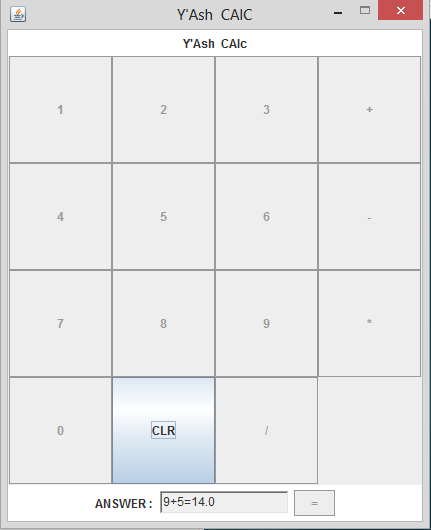 Y'Ash CAlC
Y'Ash CAlc
1 2 3 +
4 5 6 -
7 8 9 *
0 CLR /
ANSWER : 9+5=14.0 =